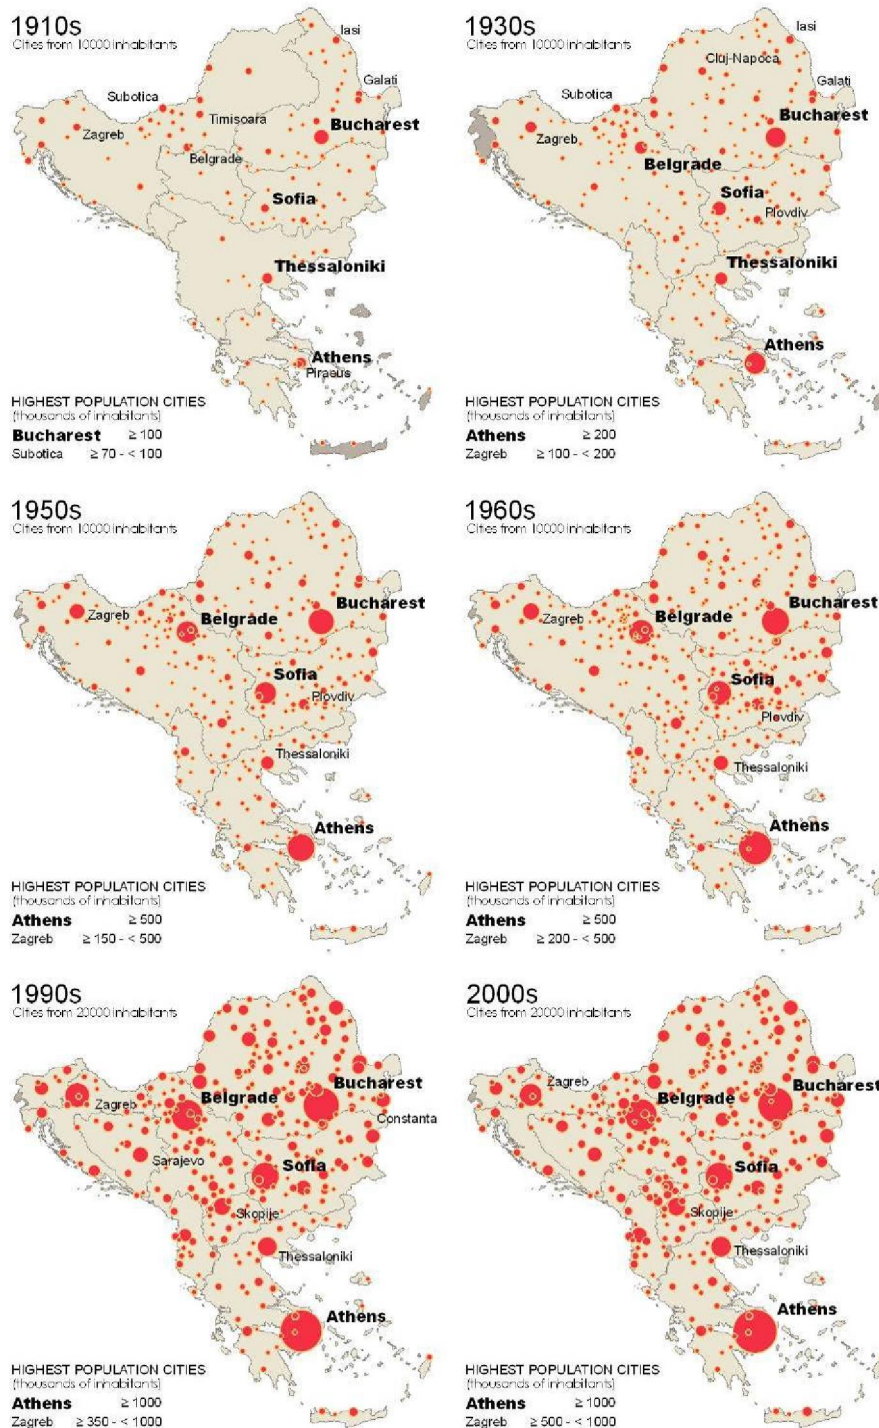 1910s
Cities from 10000 inhabitants
Iasi
Galati
Subotica
Timisoara
Bucharest
Zagreb
Belgrade
Sofia
Thessaloniki
Athens
Piraeus
HIGHEST POPULATION CITIES
(thousands of inhabitants)
Bucharest ≥ 100
Subotica ≥ 70 - < 100
1930s
Cities from 10000 inhabitants
Iasi
Cluj-Napoca
Galati
Subotica
Bucharest
Zagreb
Belgrade
Sofia
Plovdiv
Thessaloniki
Athens
HIGHEST POPULATION CITIES
(thousands of inhabitants)
Athens ≥ 200
Zagreb ≥ 100 - < 200
1950s
Cities from 10000 inhabitants
Zagreb
Belgrade
Bucharest
Sofia
Plovdiv
Thessaloniki
Athens
HIGHEST POPULATION CITIES
(thousands of inhabitants)
Athens ≥ 500
Zagreb ≥ 150 - < 500
1960s
Cities from 10000 inhabitants
Zagreb
Belgrade
Bucharest
Sofia
Plovdiv
Thessaloniki
Athens
HIGHEST POPULATION CITIES
(thousands of inhabitants)
Athens ≥ 500
Zagreb ≥ 200 - < 500
1990s
Cities from 20000 inhabitants
Zagreb
Belgrade
Bucharest
Constanta
Sarajevo
Sofia
Skopije
Thessaloniki
Athens
HIGHEST POPULATION CITIES
(thousands of inhabitants)
Athens ≥ 1000
Zagreb ≥ 350 - < 1000
2000s
Cities from 20000 inhabitants
Zagreb
Belgrade
Bucharest
Sofia
Skopije
Thessaloniki
Athens
HIGHEST POPULATION CITIES
(thousands of inhabitants)
Athens ≥ 1000
Zagreb ≥ 500 - < 1000